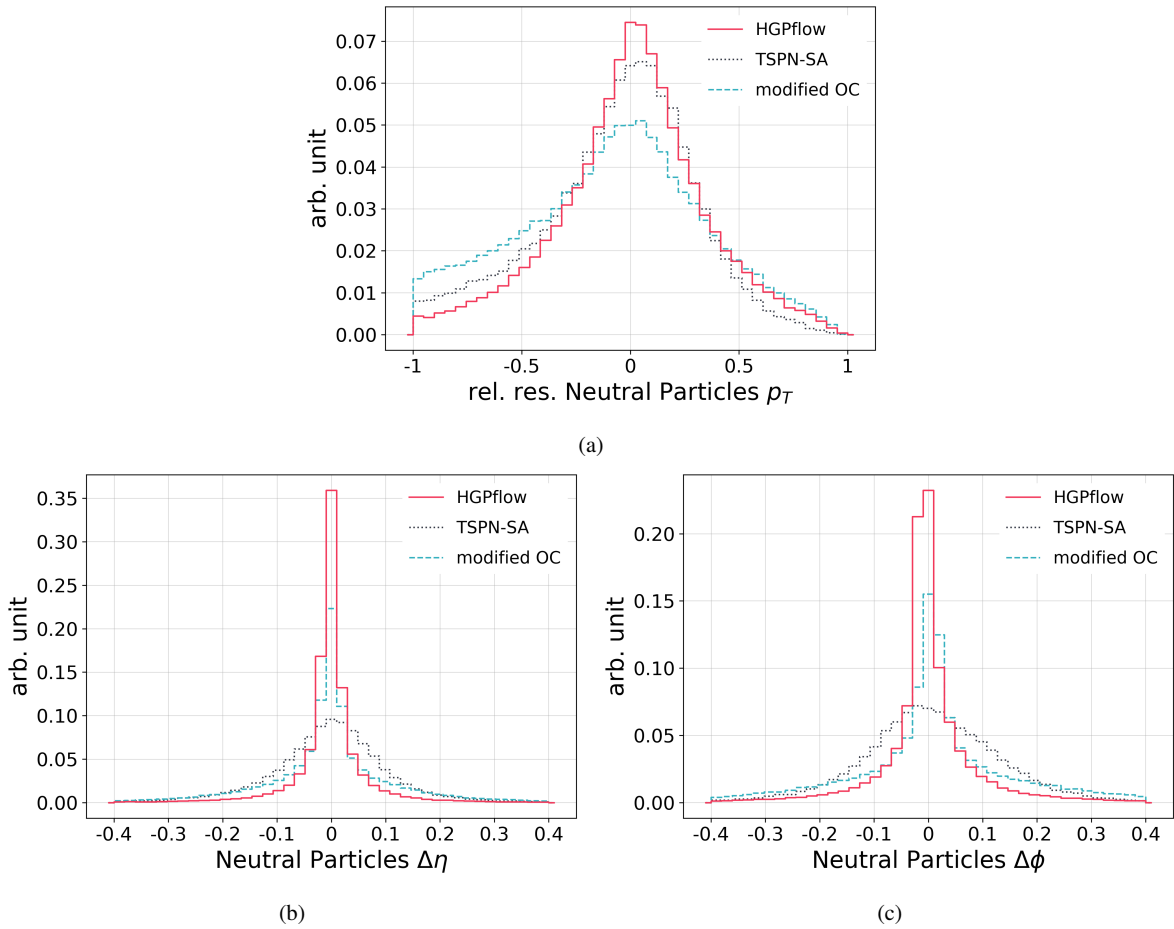 0.07
0.06
0.05
0.04
0.03
0.02
0.01
0.00
arb. unit
HGPflow
TSPN-SA
modified OC
-1 -0.5 0 0.5 1
rel. res. Neutral Particles p_T
(a)
0.35
0.30
0.25
0.20
0.15
0.10
0.05
0.00
arb. unit
HGPflow
TSPN-SA
modified OC
-0.4 -0.3 -0.2 -0.1 0 0.1 0.2 0.3 0.4
Neutral Particles Δη
(b)
0.20
0.15
0.10
0.05
0.00
arb. unit
HGPflow
TSPN-SA
modified OC
-0.4 -0.3 -0.2 -0.1 0 0.1 0.2 0.3 0.4
Neutral Particles Δϕ
(c)